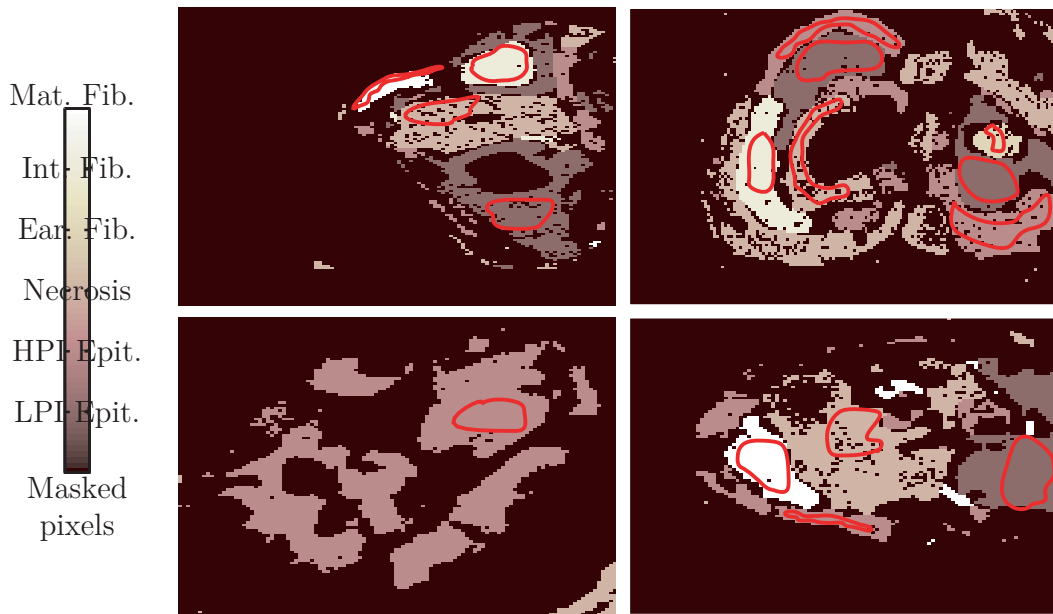 Mat. Fib.
Int. Fib.
Ear. Fib.
Necrosis
HPI Epit.
LPI Epit.
Masked
pixels